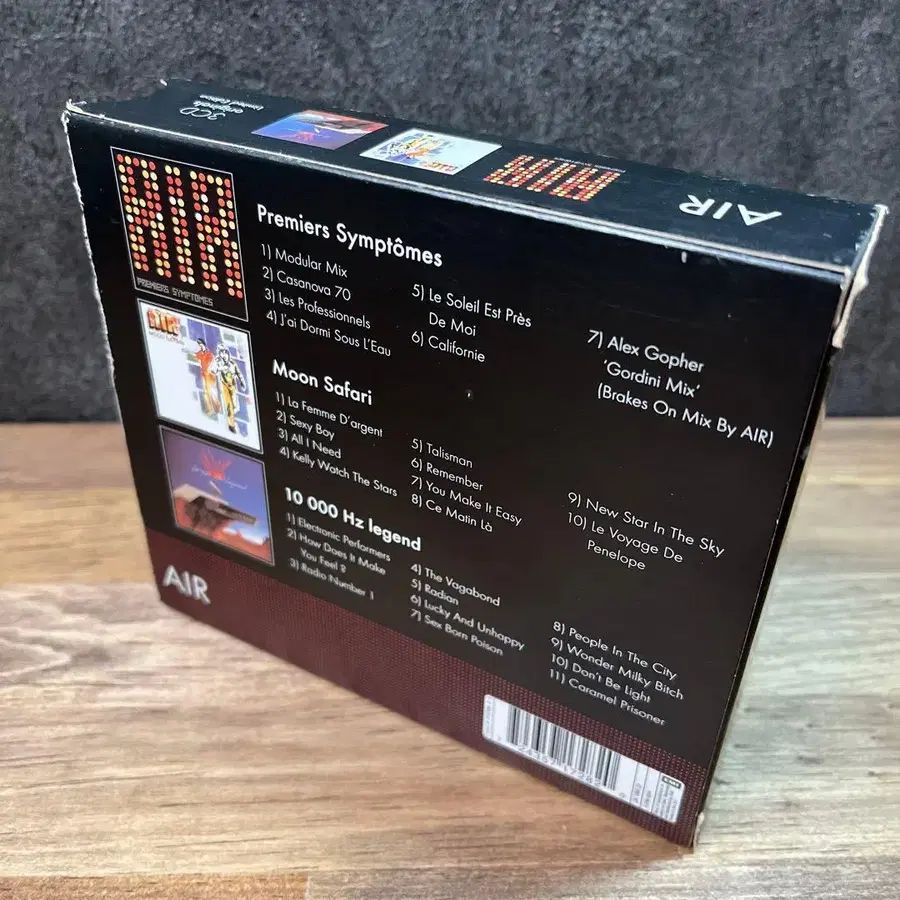 3CD
originals
Limited Edition
AIR
AIR
AIR
PREMIERS SYMPTOMES
Premiers Symptômes
1) Modular Mix
2) Casanova 70
3) Les Professionnels
4) J'ai Dormi Sous L'Eau
5) Le Soleil Est Près
De Moi
6) Californie
7) Alex Gopher
'Gordini Mix'
(Brakes On Mix By AIR)
AIR
Moon Safari
1) La Femme D'argent
2) Sexy Boy
3) All I Need
4) Kelly Watch The Stars
5) Talisman
6) Remember
7) You Make It Easy
8) Ce Matin Là
9) New Star In The Sky
10) Le Voyage De
Penelope
10 000 Hz legend
1) Electronic Performers
2) How Does It Make
You Feel ?
3) Radio Number 1
4) The Vagabond
5) Radian
6) Lucky And Unhappy
7) Sex Born Poison
8) People In The City
9) Wonder Milky Bitch
10) Don't Be Light
11) Caramel Prisoner
AIR